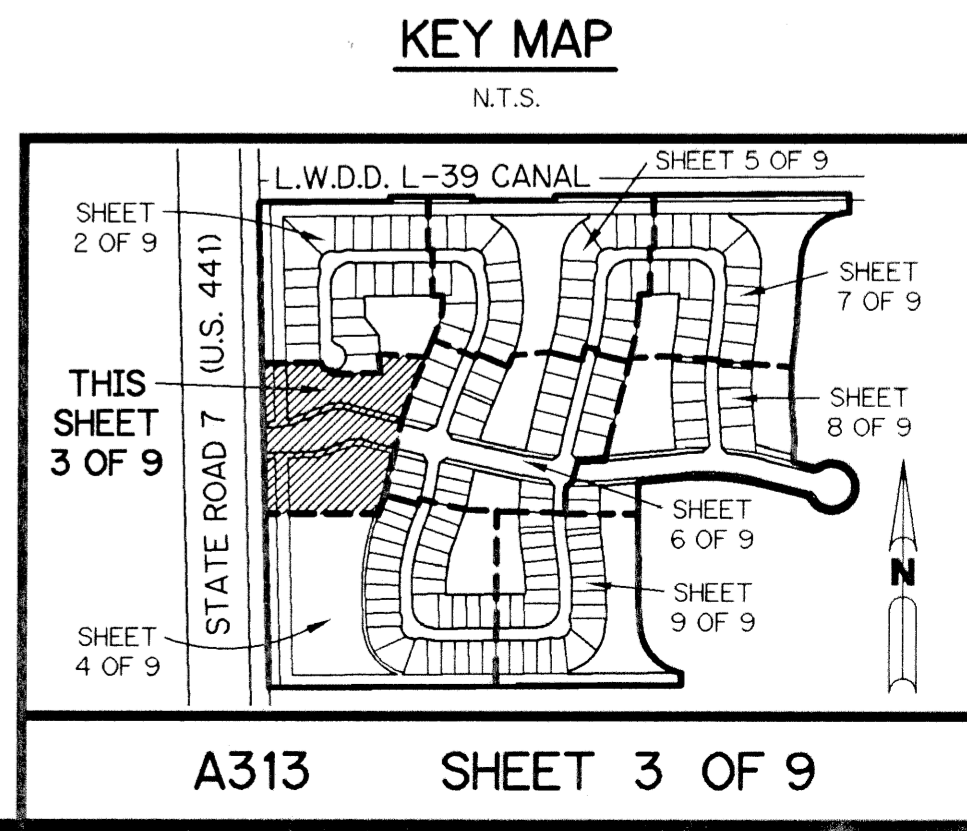 KEY MAP
N.T.S.
L.W.D.D. L-39 CANAL
SHEET 5 OF 9
SHEET
2 OF 9
STATE ROAD 7 (U.S. 441)
SHEET
7 OF 9
THIS
SHEET
3 OF 9
SHEET
8 OF 9
SHEET
6 OF 9
N
SHEET
9 OF 9
SHEET
4 OF 9
A313 SHEET 3 OF 9